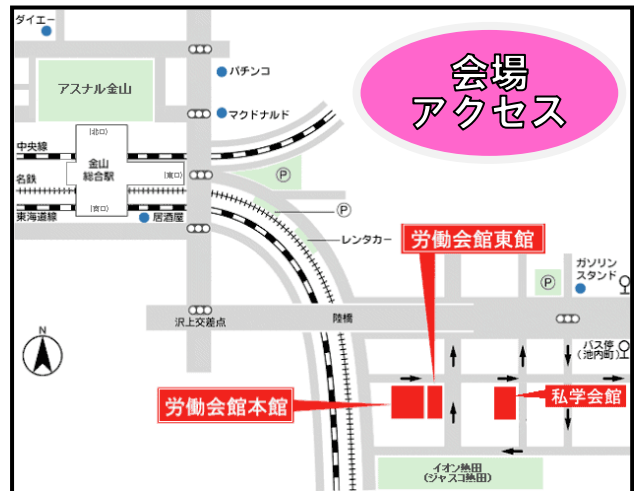 ダイエー
会場
アクセス
パチンコ
アスナル金山
マクドナルド
[北口]
中央線
金山
総合駅
[東口]
名鉄
[南口]
東海道線
居酒屋
P
P
レンタカー
労働会館東館
ガソリン
スタンド
P
沢上交差点
陸橋
N
バス停
(池内町)
労働会館本館
私学会館
イオン熱田
(ジャスコ熱田)